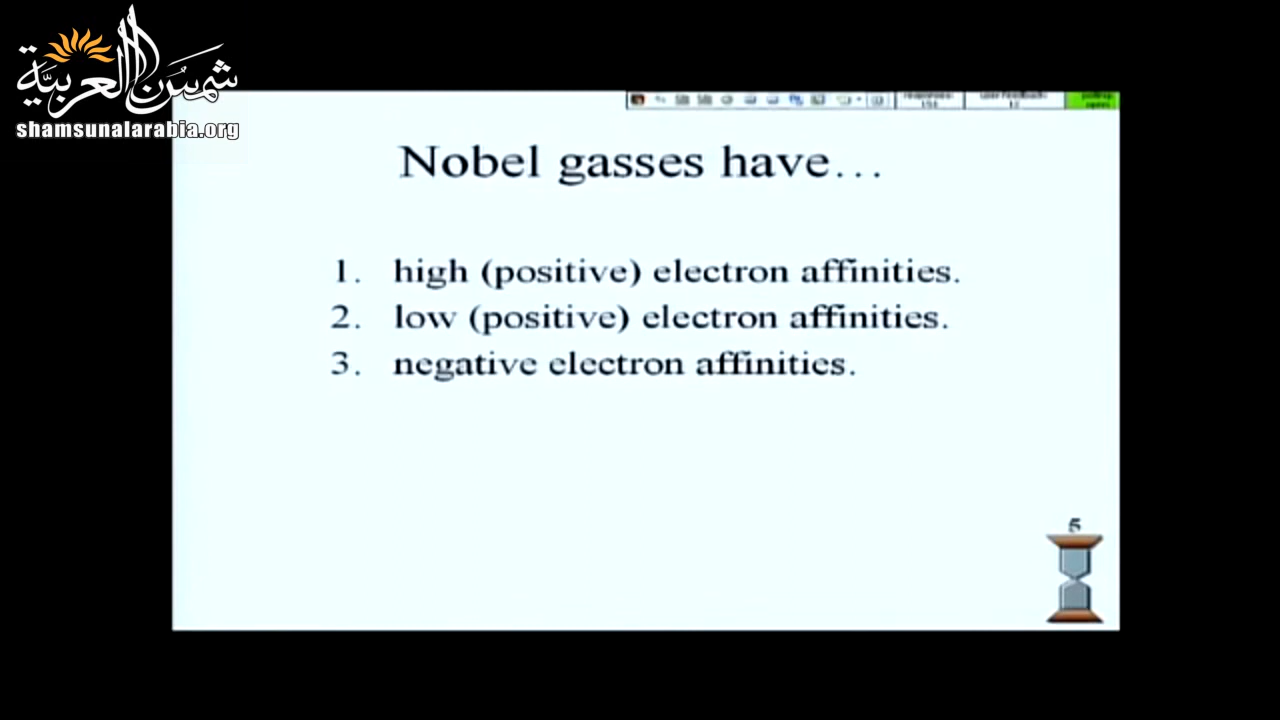 شمسُ العربيّة
shamsunalarabia.org
Nobel gasses have...
1. high (positive) electron affinities.
2. low (positive) electron affinities.
3. negative electron affinities.
5